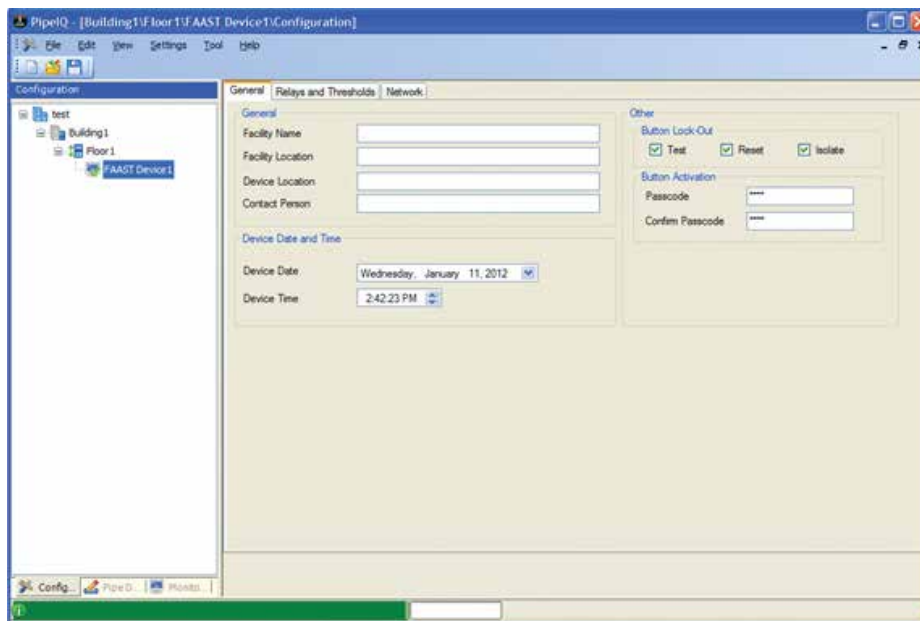 PipeIQ - [Building1\Floor1\FAAST Device1\Configuration]
File Edit View Settings Tool Help
Configuration
test
Building1
Floor1
FAAST Device1
General Relays and Thresholds Network
General
Facility Name
Facility Location
Device Location
Contact Person
Device Date and Time
Device Date Wednesday, January 11, 2012
Device Time 2:42:23 PM
Other
Button Lock-Out
Test Reset Isolate
Button Activation
Passcode ****
Confirm Passcode ****
Config... Pipe D... Monito...